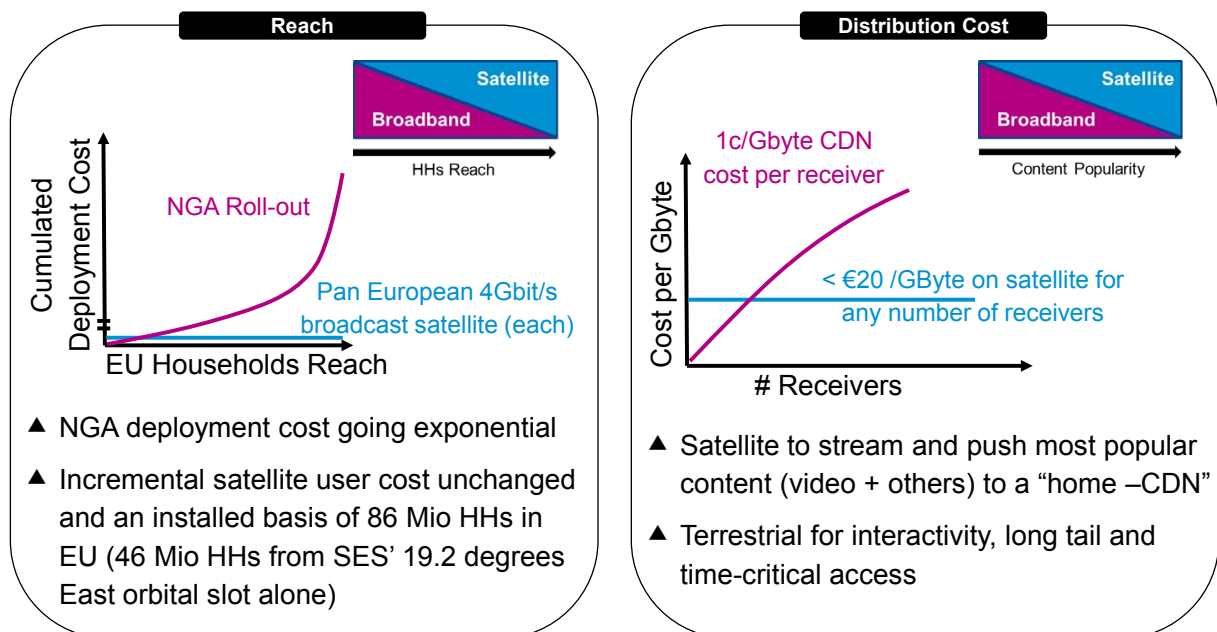 Reach
Satellite
Broadband
HHs Reach
Cumulated
Deployment Cost
NGA Roll-out
Pan European 4Gbit/s
broadcast satellite (each)
EU Households Reach
▲ NGA deployment cost going exponential
▲ Incremental satellite user cost unchanged
and an installed basis of 86 Mio HHs in
EU (46 Mio HHs from SES’ 19.2 degrees
East orbital slot alone)
Distribution Cost
Satellite
Broadband
Content Popularity
1c/Gbyte CDN
cost per receiver
Cost per Gbyte
< €20 /GByte on satellite for
any number of receivers
# Receivers
▲ Satellite to stream and push most popular
content (video + others) to a “home –CDN”
▲ Terrestrial for interactivity, long tail and
time-critical access